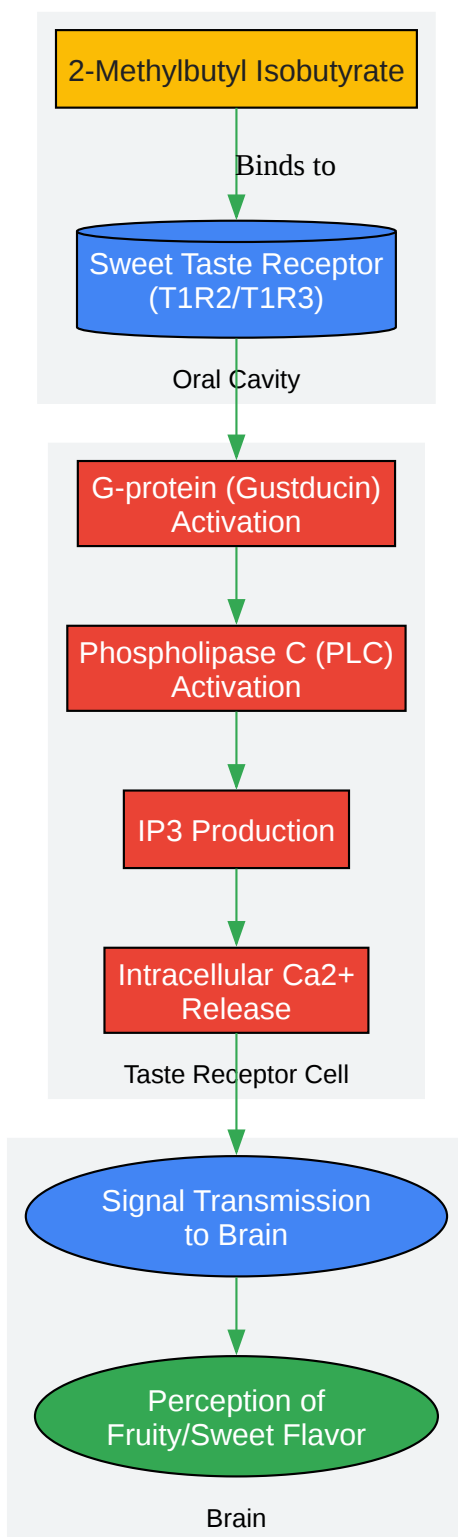 2-Methylbutyl Isobutyrate
Binds to
Sweet Taste Receptor
(T1R2/T1R3)
Oral Cavity
G-protein (Gustducin)
Activation
Phospholipase C (PLC)
Activation
IP3 Production
Intracellular Ca2+
Release
Taste Receptor Cell
Signal Transmission
to Brain
Perception of
Fruity/Sweet Flavor
Brain